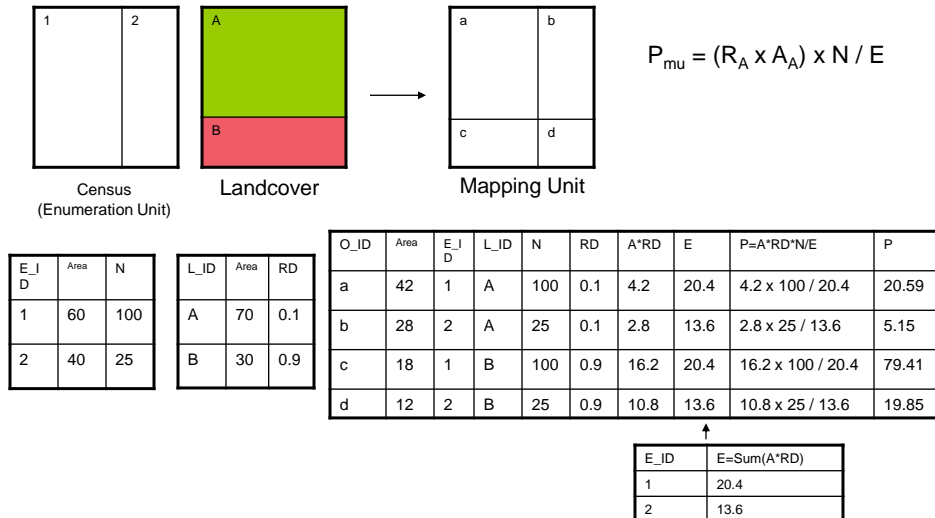 1 2
A
B
a b
c d
P_mu = (R_A x A_A) x N / E
Census
(Enumeration Unit)
Landcover
Mapping Unit
E_I
D Area N
1 60 100
2 40 25
L_ID Area RD
A 70 0.1
B 30 0.9
O_ID Area E_I
D L_ID N RD A*RD E P=A*RD*N/E P
a 42 1 A 100 0.1 4.2 20.4 4.2 x 100 / 20.4 20.59
b 28 2 A 25 0.1 2.8 13.6 2.8 x 25 / 13.6 5.15
c 18 1 B 100 0.9 16.2 20.4 16.2 x 100 / 20.4 79.41
d 12 2 B 25 0.9 10.8 13.6 10.8 x 25 / 13.6 19.85
E_ID E=Sum(A*RD)
1 20.4
2 13.6